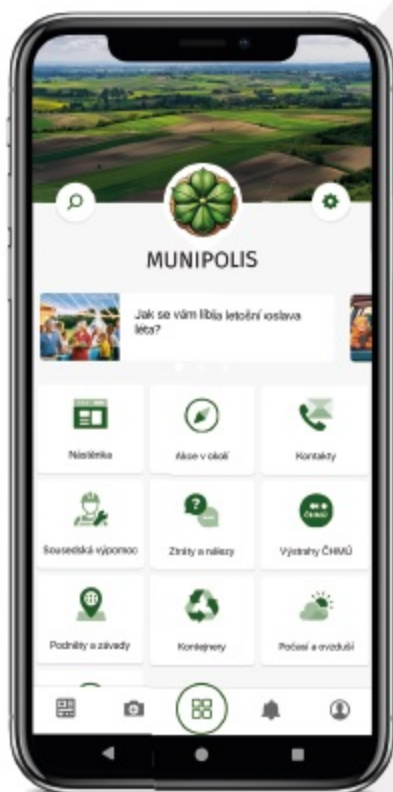 MUNIPOLIS
Jak se vám líbila letošní oslava
léta?
Nástěnka
Akce v okolí
Kontakty
Sousedská výpomoc
Ztráty a nálezy
Výstrahy ČHMÚ
Podněty a závady
Kontejnery
Počasí a ovzduší